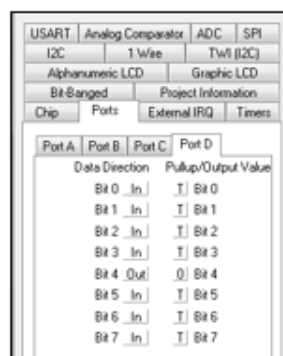 USART Analog Comparator ADC SPI
I2C 1 Wire TWI (I2C)
Alphanumeric LCD Graphic LCD
Bit-Banged Project Information
Chip Ports External IRQ Timers
Port A Port B Port C Port D
Data Direction Pullup/Output Value
Bit 0 In T Bit 0
Bit 1 In T Bit 1
Bit 2 In T Bit 2
Bit 3 In T Bit 3
Bit 4 Out 0 Bit 4
Bit 5 In T Bit 5
Bit 6 In T Bit 6
Bit 7 In T Bit 7